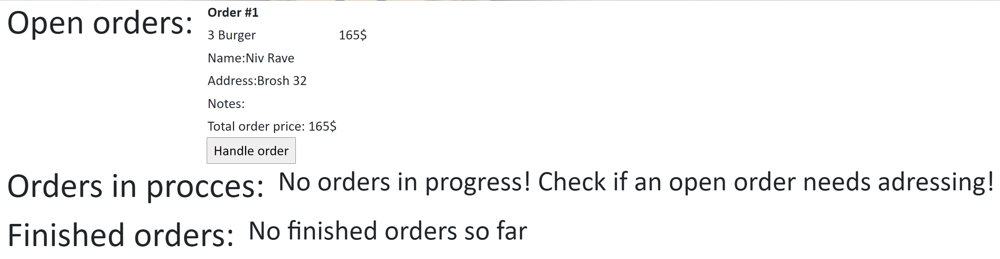 Open orders:
Order #1
3 Burger 165$
Name:Niv Rave
Address:Brosh 32
Notes:
Total order price: 165$
Handle order
Orders in procces: No orders in progress! Check if an open order needs adressing!
Finished orders: No finished orders so far